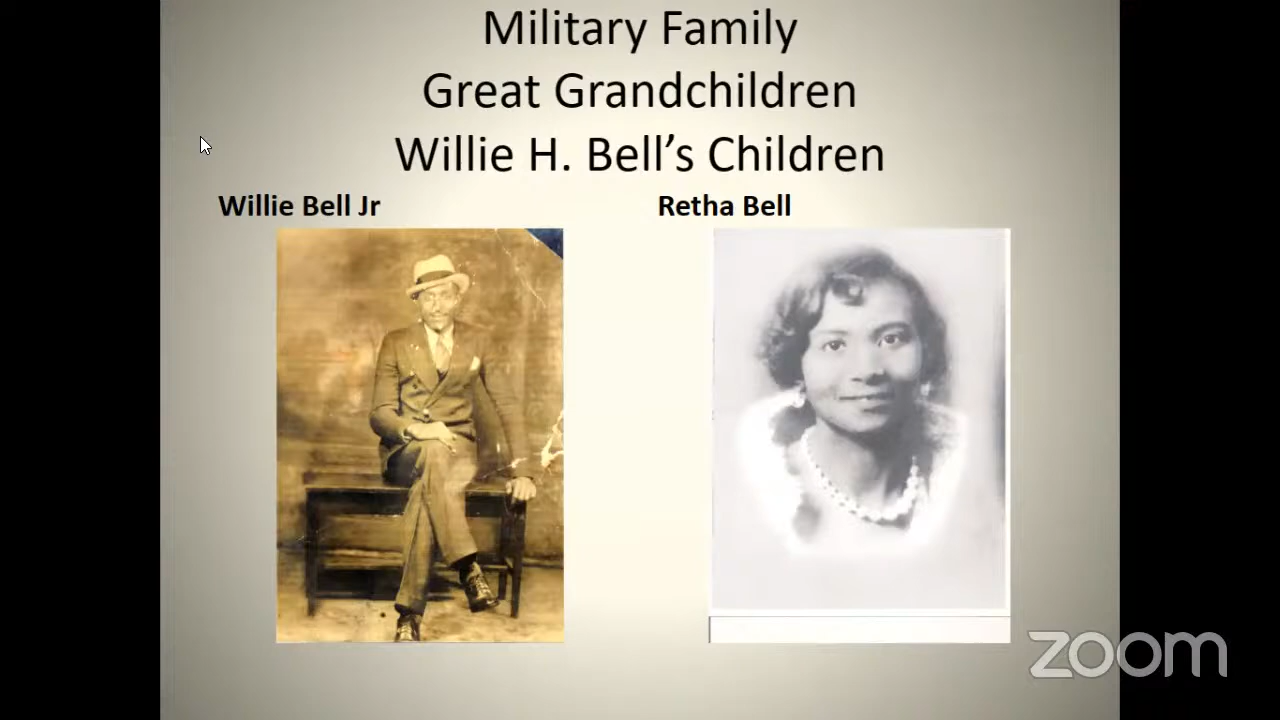 Military Family
Great Grandchildren
Willie H. Bell’s Children
Willie Bell Jr
Retha Bell
zoom